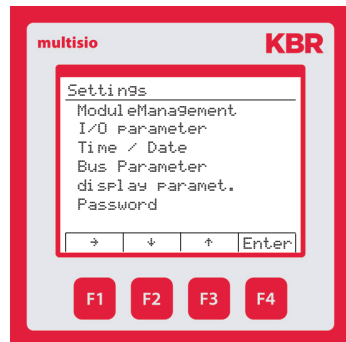 multisio KBR
Settings
ModuleManagement
I/O parameter
Time / Date
Bus Parameter
display paramet.
Password
→ ↓ ↑ Enter
F1 F2 F3 F4